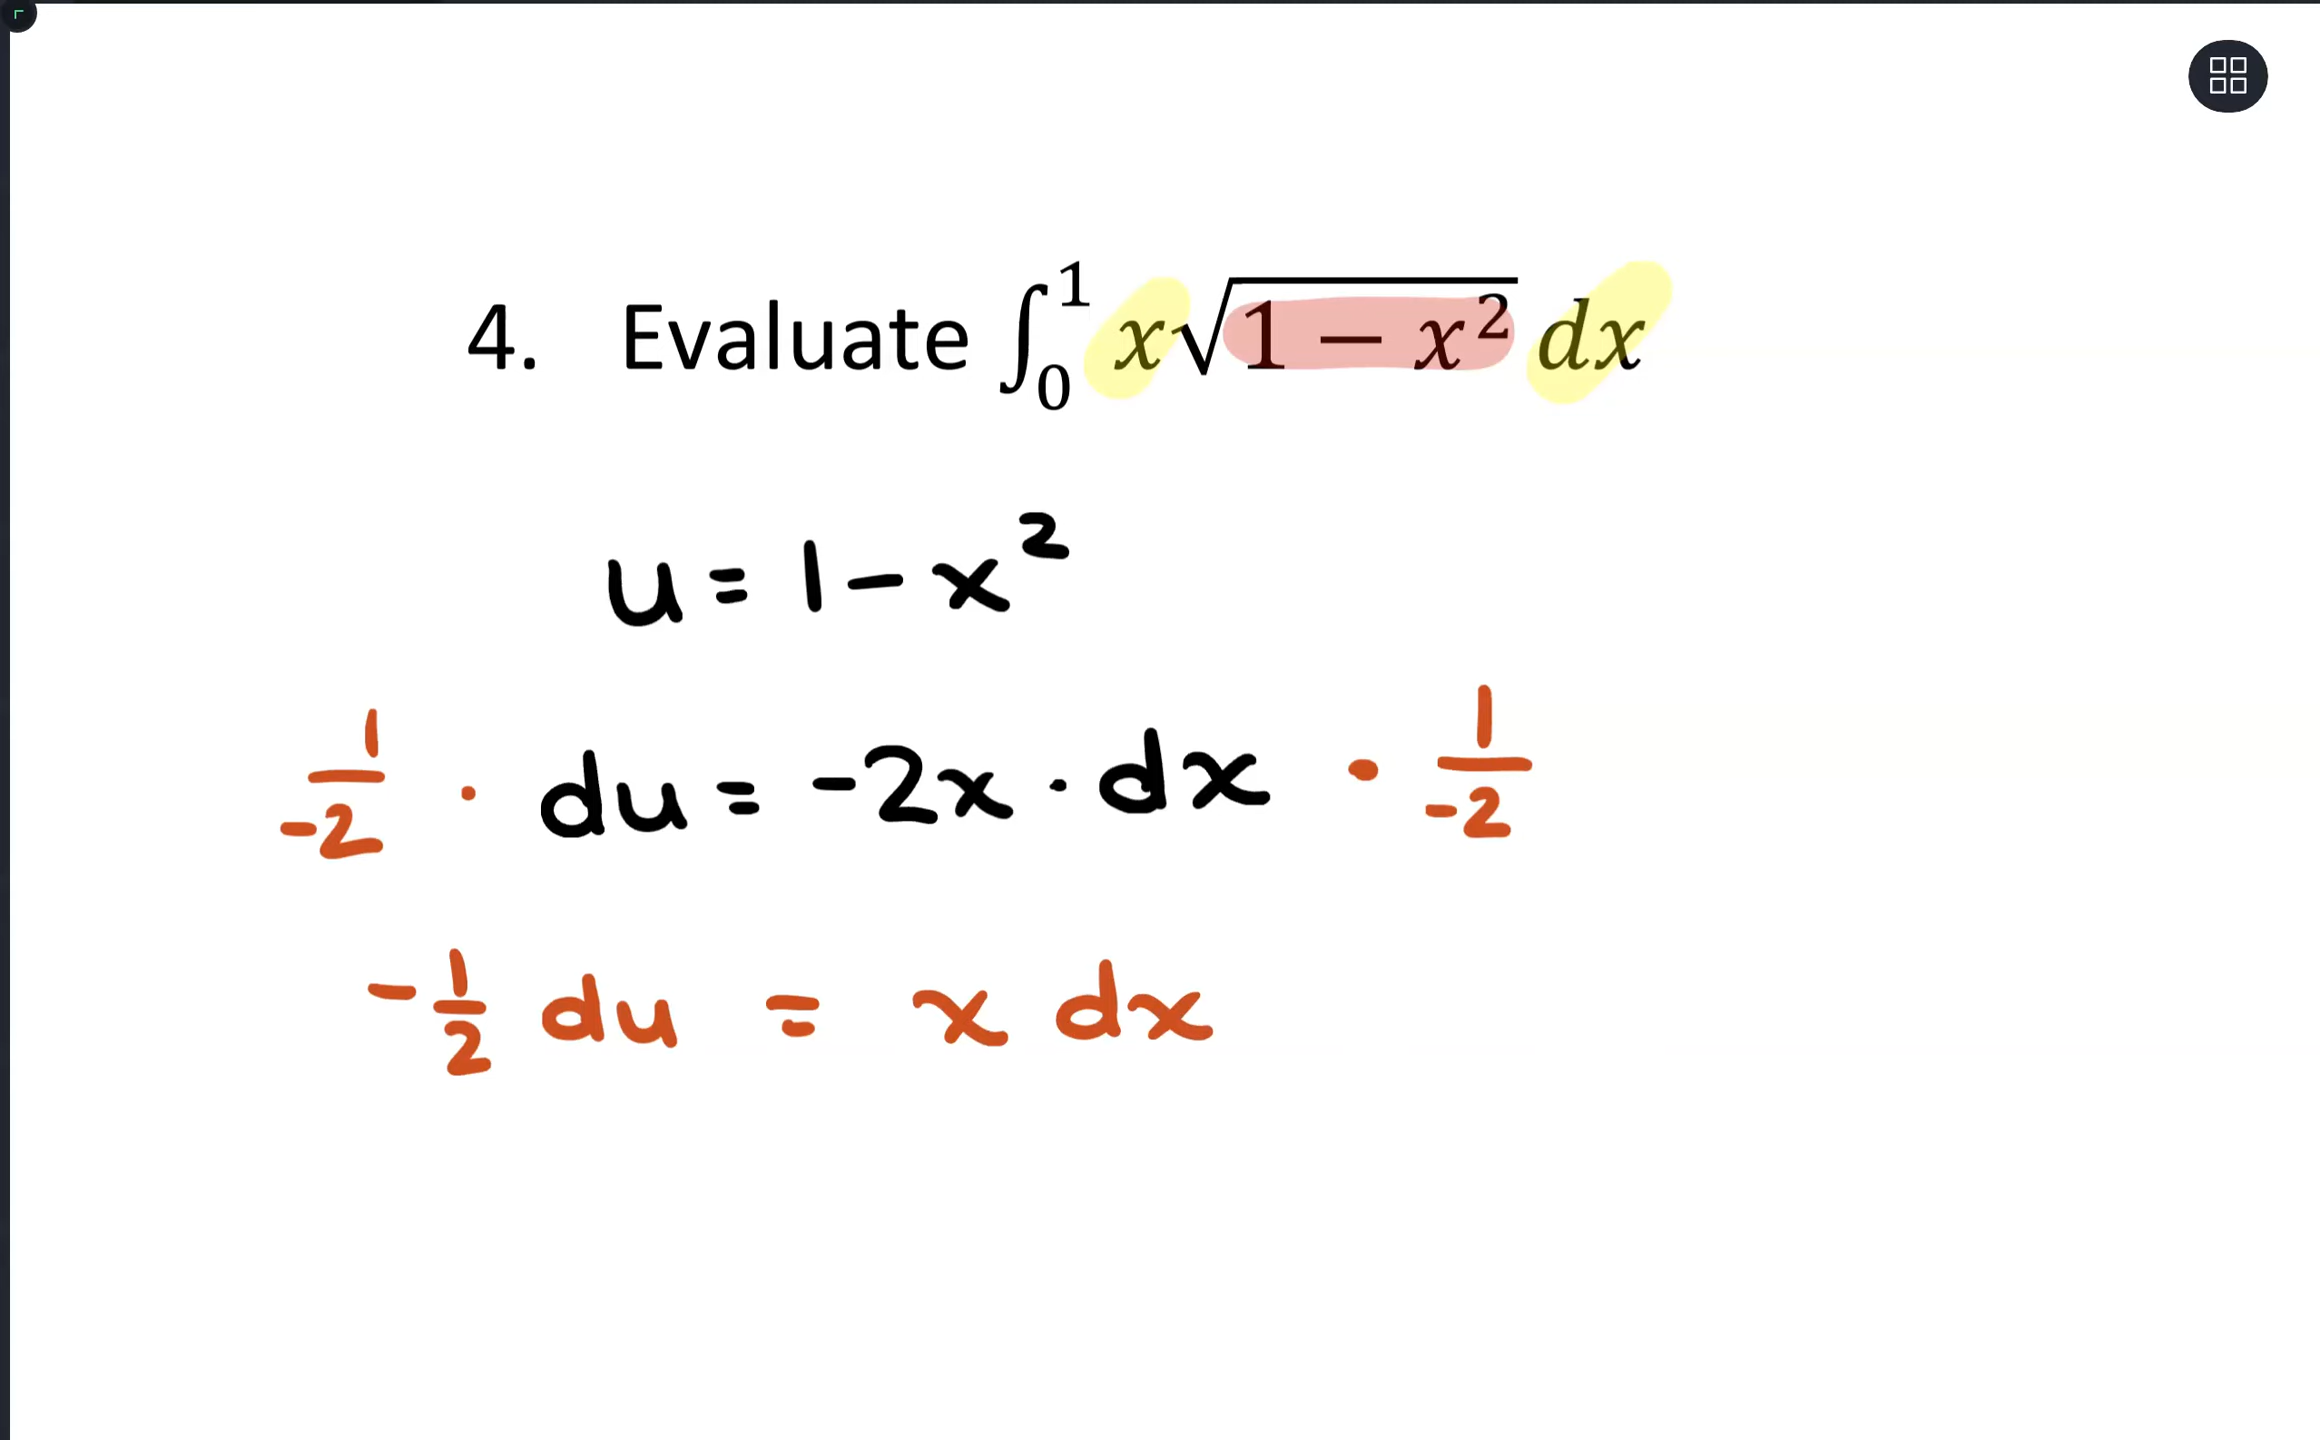 4. Evaluate ∫₀¹ x√(1 − x²) dx
u = 1 - x²
1/-2 · du = -2x · dx · 1/-2
-1/2 du = x dx